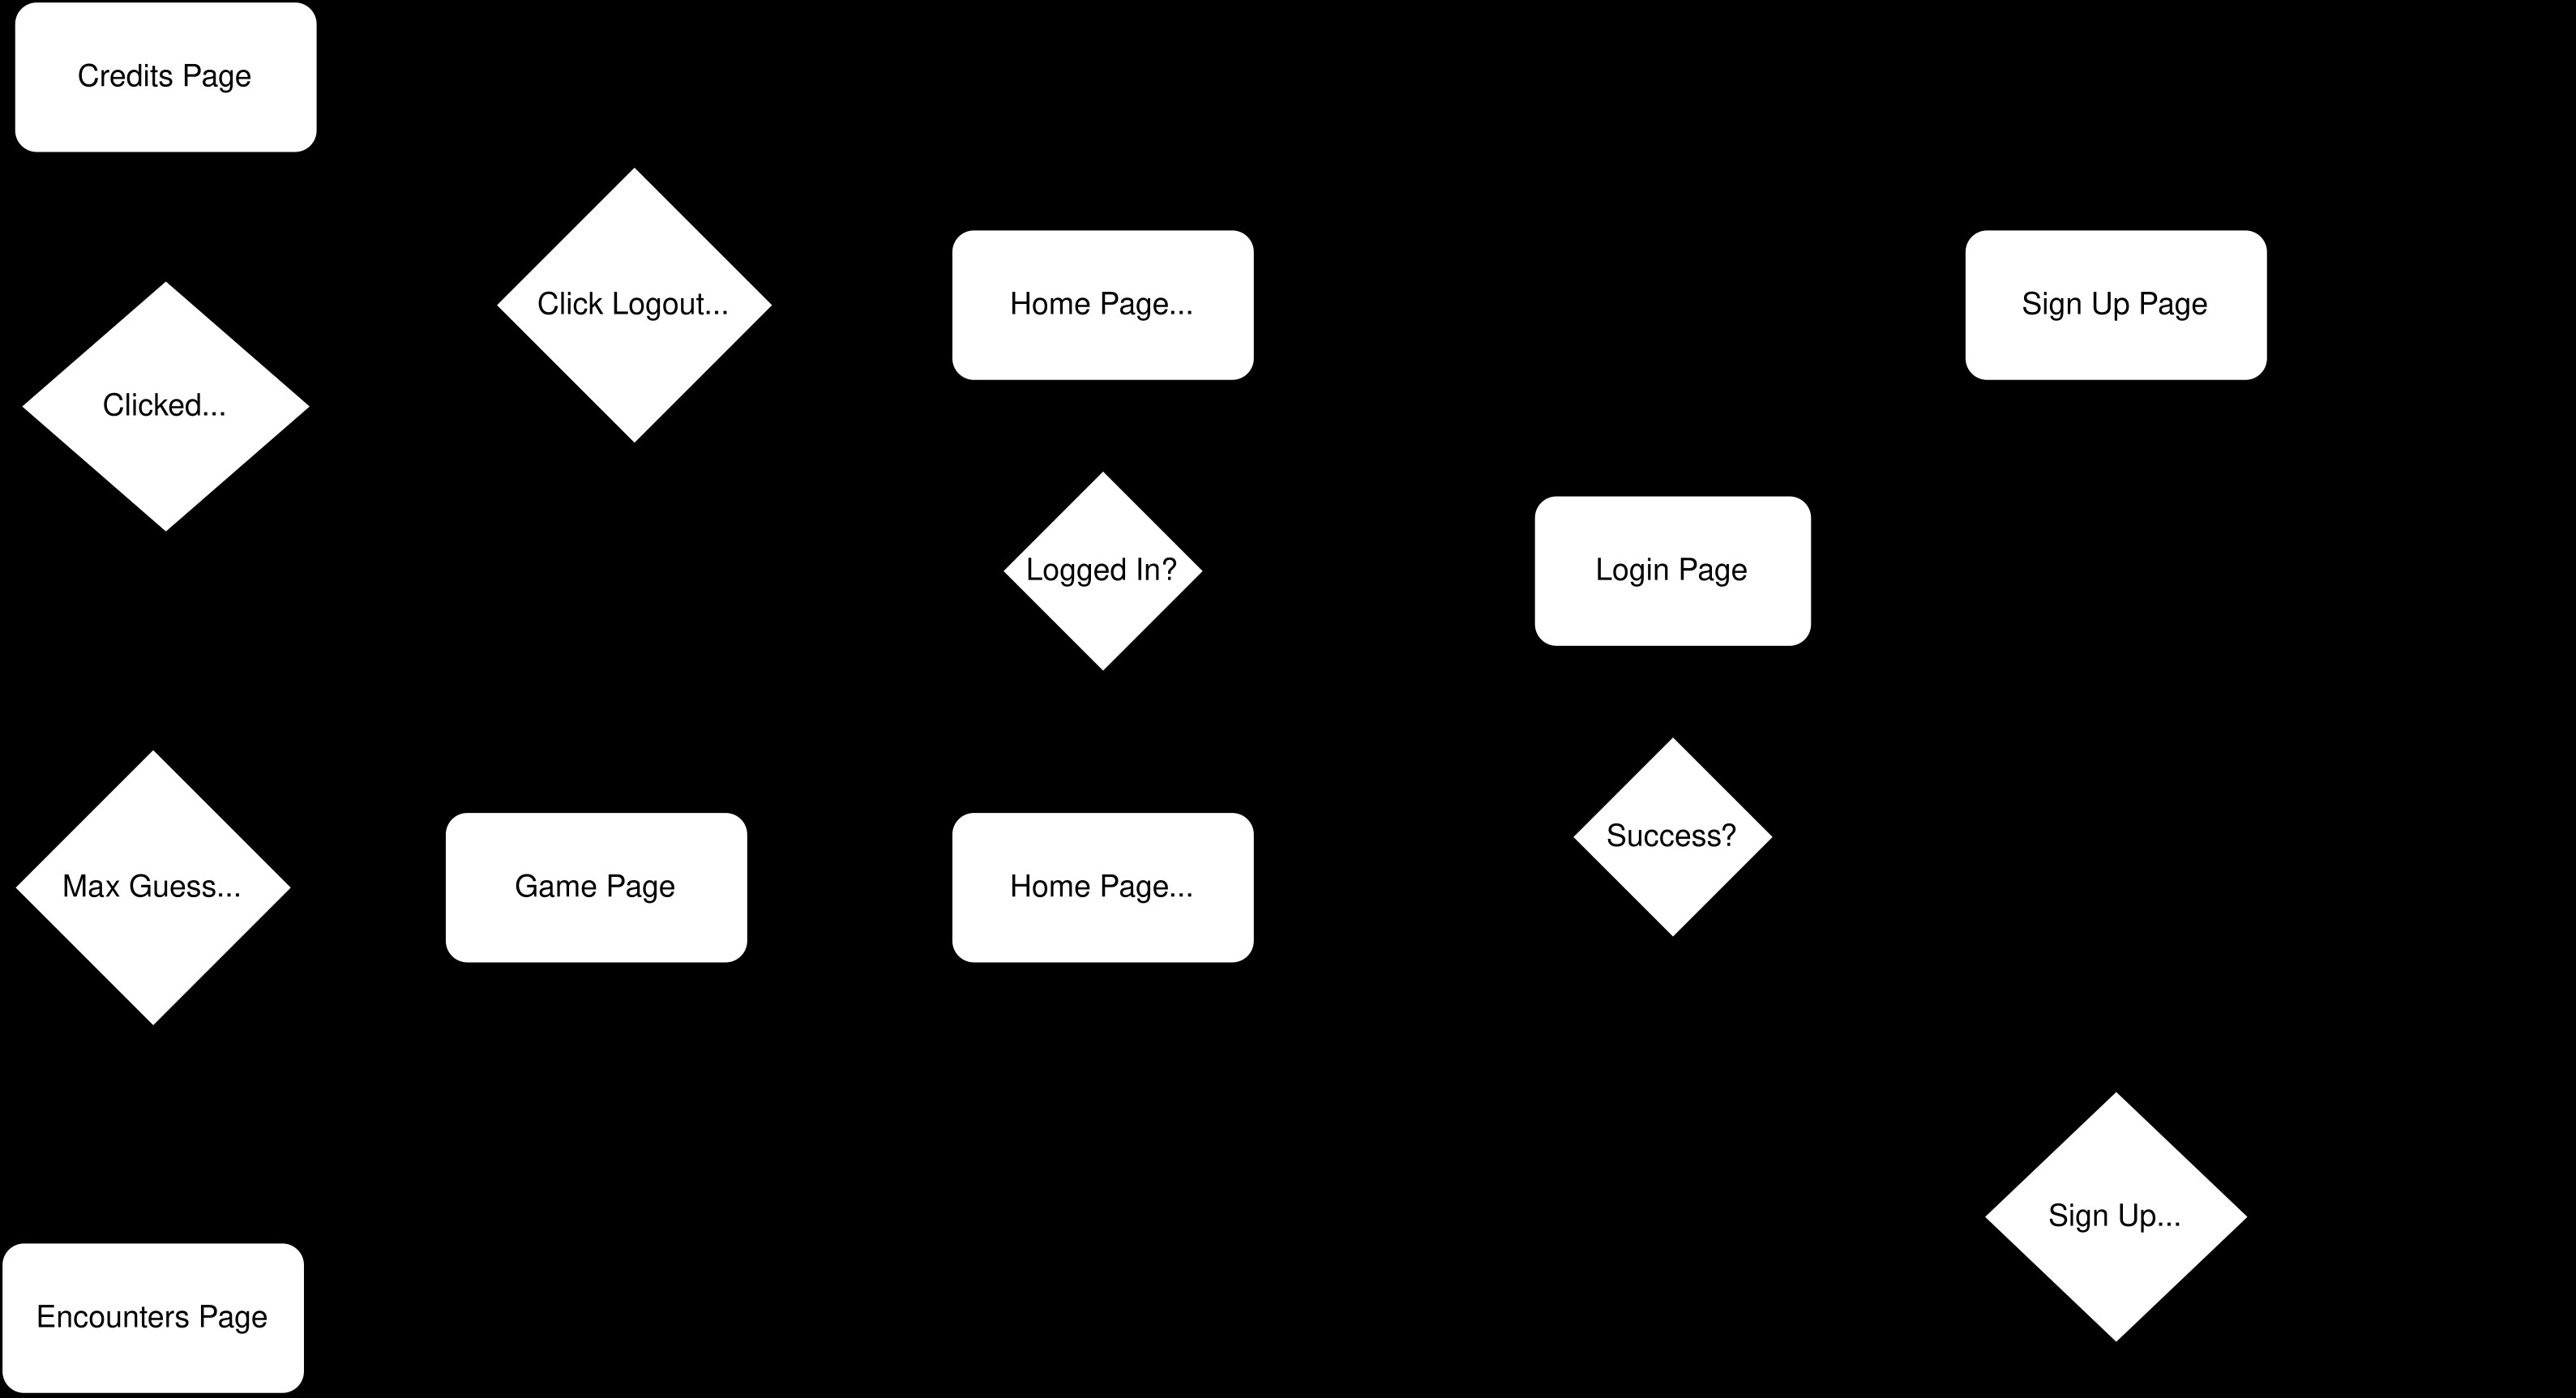 Credits Page
Click Logout...
Home Page...
Sign Up Page
Clicked...
Logged In?
Login Page
Success?
Max Guess...
Game Page
Home Page...
Sign Up...
Encounters Page